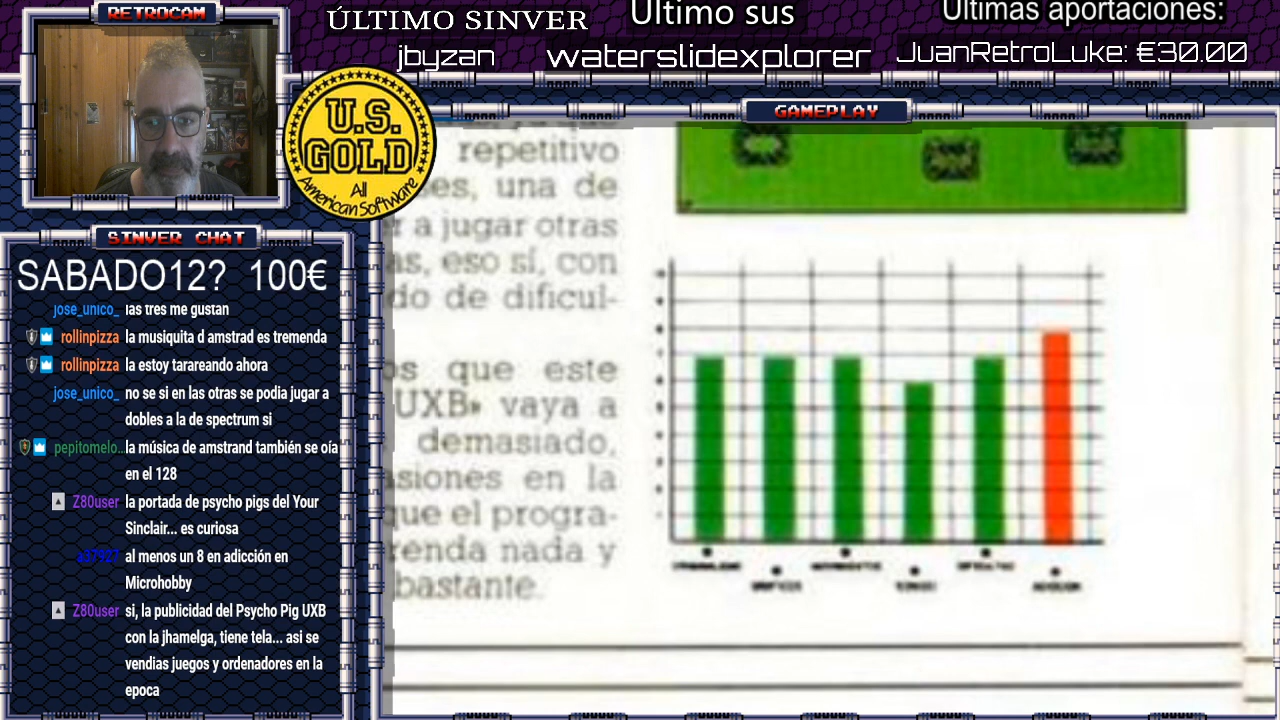 RETROCAM
ÚLTIMO SINVER
jbyzan
Último sus
waterslidexplorer
Últimas aportaciones:
JuanRetroLuke: €30.00
U.S.
GOLD
All
American Software
GAMEPLAY
SINVER CHAT
SABADO12? 100€
jose_unico_ las tres me gustan
rollinpizza la musiquita d amstrad es tremenda
rollinpizza la estoy tarareando ahora
jose_unico_ no se si en las otras se podia jugar a
dobles a la de spectrum si
pepitomelo... la música de amstrand también se oía
en el 128
Z80user la portada de psycho pigs del Your
Sinclair... es curiosa
a37927 al menos un 8 en adicción en
Microhobby
Z80user si, la publicidad del Psycho Pig UXB
con la jhamelga, tiene tela... asi se
vendias juegos y ordenadores en la
epoca
repetitivo
es, una de
r a jugar otras
as, eso sí, con
do de dificul-
os que este
UXB» vaya a
demasiado,
asiones en la
que el progra-
renda nada y
bastante.
ADICCION